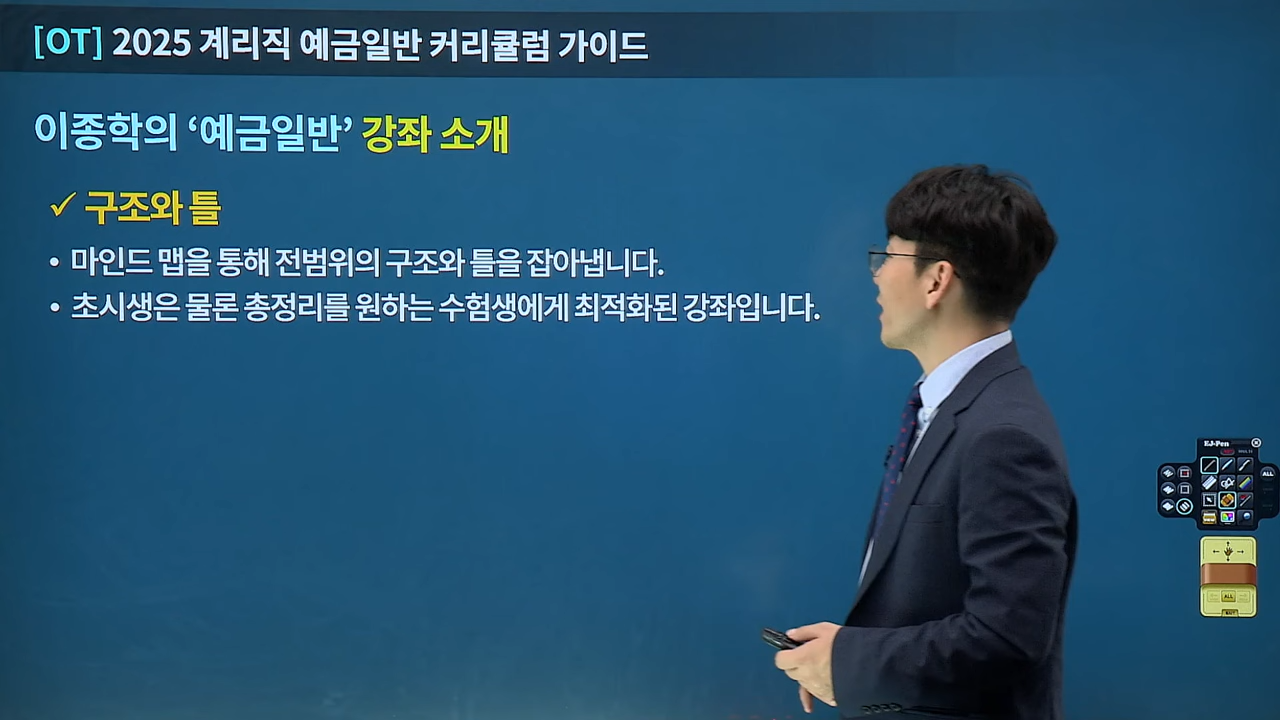 [OT] 2025 계리직 예금일반 커리큘럼 가이드
이종학의 ‘예금일반’ 강좌 소개
✓ 구조와 틀
• 마인드 맵을 통해 전범위의 구조와 틀을 잡아냅니다.
• 초시생은 물론 총정리를 원하는 수험생에게 최적화된 강좌입니다.
EJ-Pen
ALL
ALL